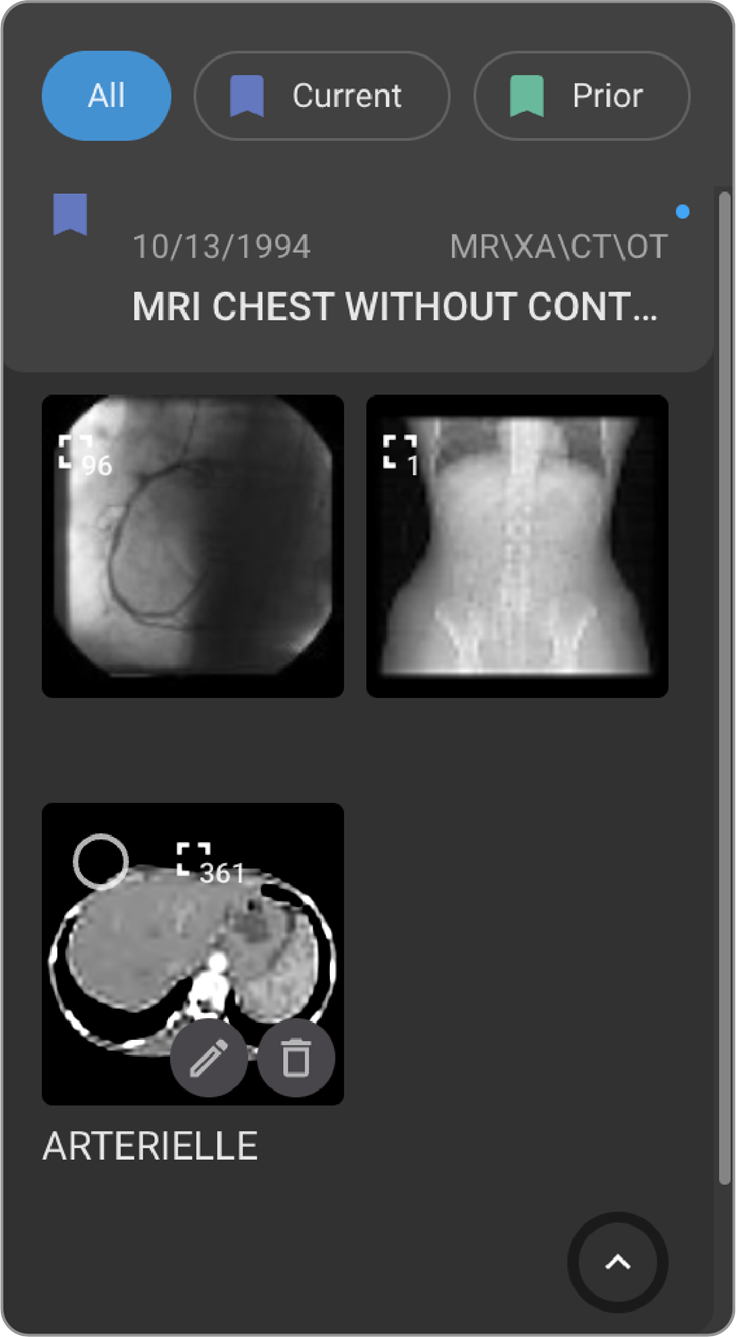 All Current Prior
10/13/1994 MR\XA\CT\OT
MRI CHEST WITHOUT CONT...
96 1
361
ARTERIELLE